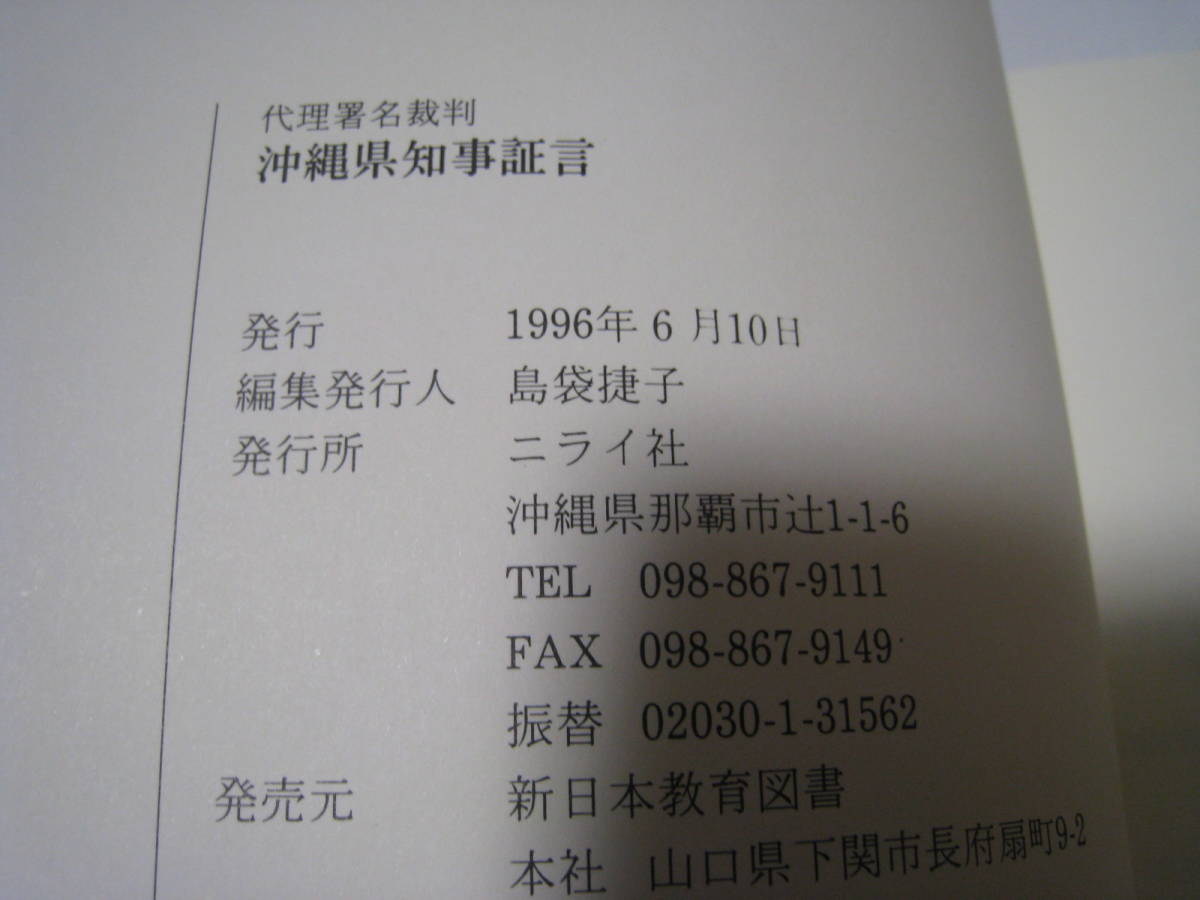 代理署名裁判
沖縄県知事証言
発行 1996年6月10日
編集発行人 島袋捷子
発行所 ニライ社
沖縄県那覇市辻1-1-6
TEL 098-867-9111
FAX 098-867-9149
振替 02030-1-31562
発売元 新日本教育図書
本社 山口県下関市長府扇町9-2